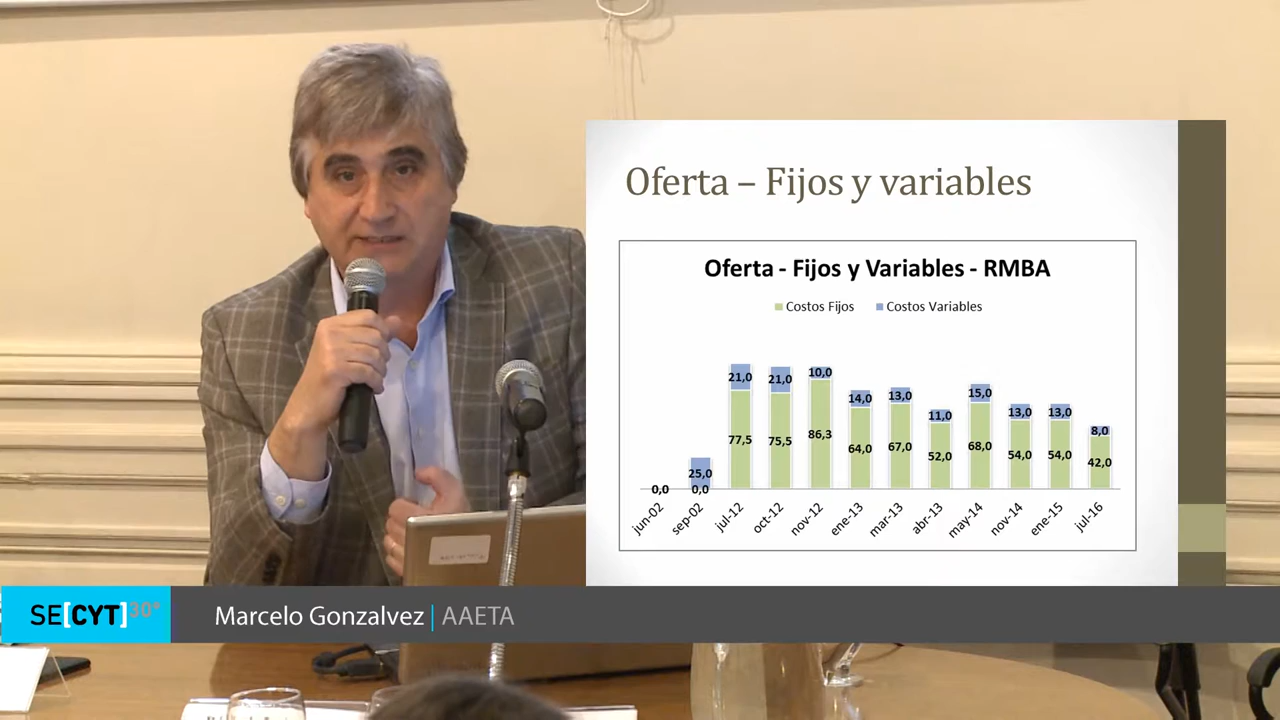 Oferta – Fijos y variables
Oferta - Fijos y Variables - RMBA
Costos Fijos Costos Variables
21,0 21,0 10,0 14,0 13,0 11,0 15,0 13,0 13,0 8,0
25,0 77,5 75,5 86,3 64,0 67,0 52,0 68,0 54,0 54,0 42,0
0,0 0,0
jun-02 sep-02 jul-12 oct-12 nov-12 ene-13 mar-13 abr-13 may-14 nov-14 ene-15 jul-16
SE[CYT]30°
Marcelo Gonzalvez | AAETA